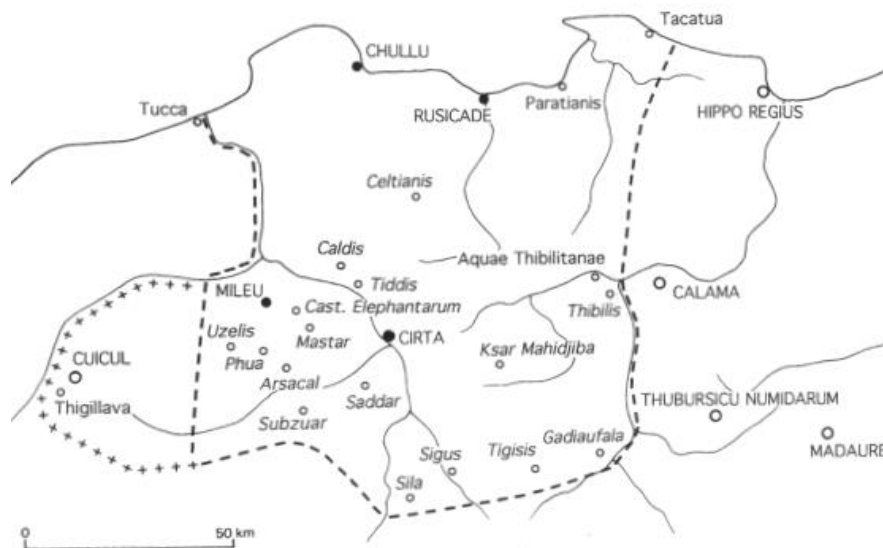 Tacatua
CHULLU
Tucca
RUSICADE
Paratianis
HIPPO REGIUS
Celtianis
Caldis
Aquae Thibilitanae
Tiddis
MILEU
CALAMA
Cast. Elephantarum
Thibilis
Uzelis
Mastar
CIRTA
Phua
Ksar Mahidjiba
CUICUL
Arsacal
Thigillava
Saddar
THUBURSICU NUMIDARUM
Subzuar
Gadiaufala
MADAURE
Sigus
Tigisis
Sila
0
50 km